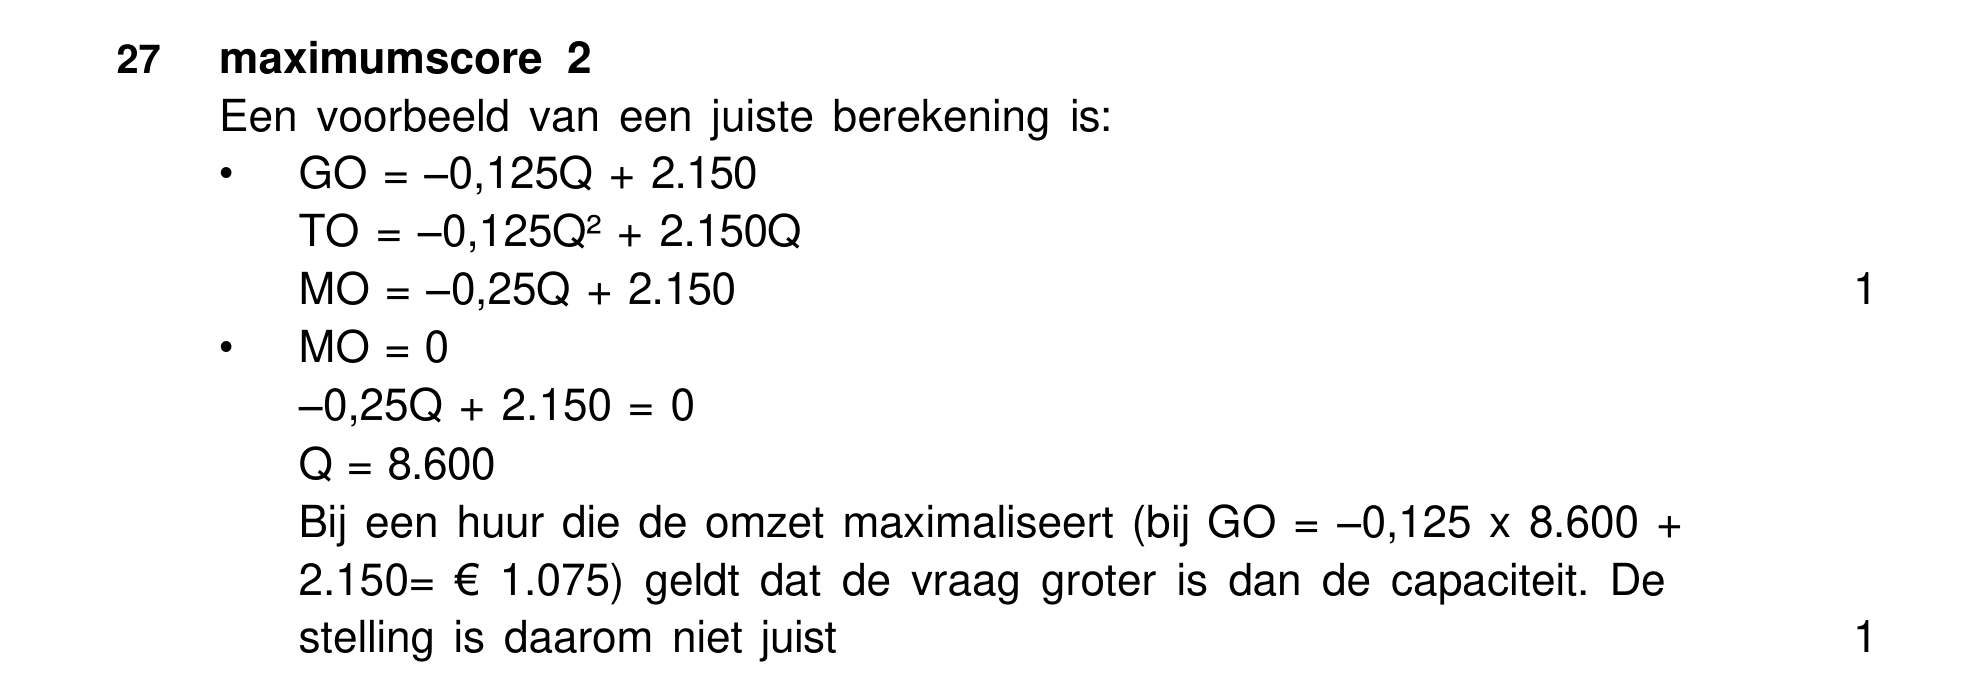 27 maximumscore 2
Een voorbeeld van een juiste berekening is:
• GO = –0,125Q + 2.150
TO = –0,125Q² + 2.150Q
MO = –0,25Q + 2.150 1
• MO = 0
–0,25Q + 2.150 = 0
Q = 8.600
Bij een huur die de omzet maximaliseert (bij GO = –0,125 x 8.600 +
2.150= € 1.075) geldt dat de vraag groter is dan de capaciteit. De
stelling is daarom niet juist 1